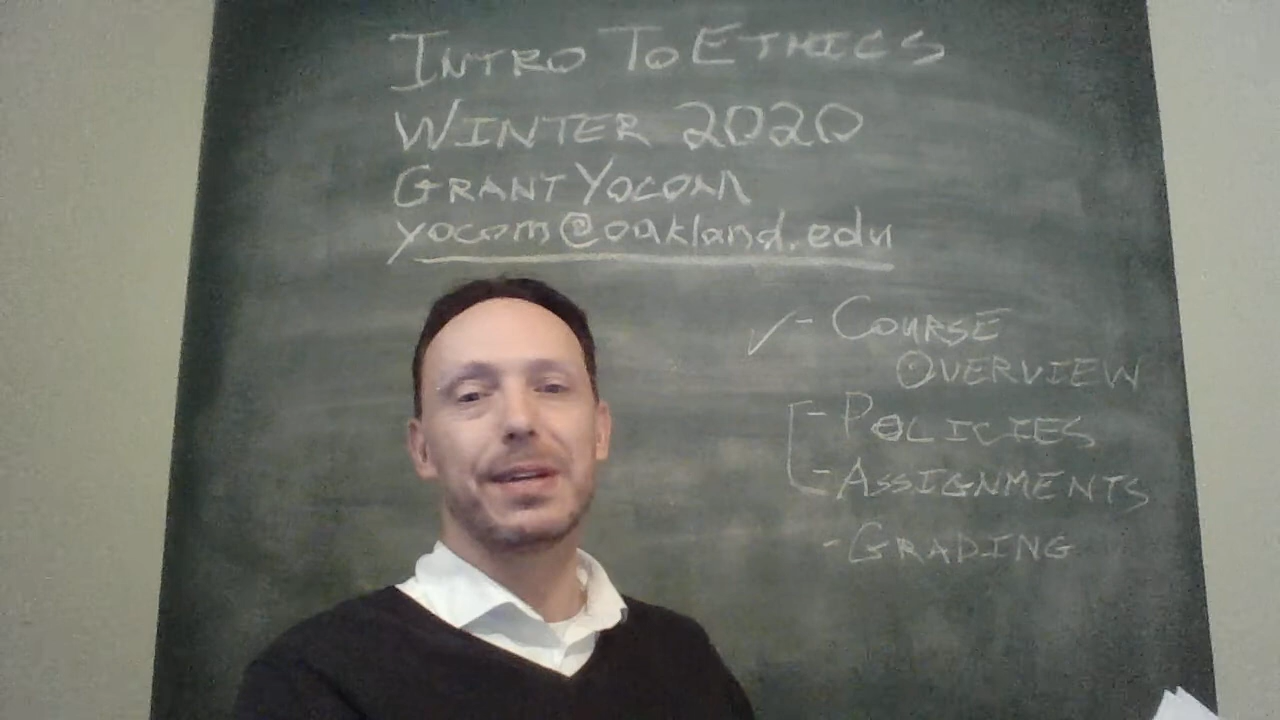 INTRO TO ETHICS
WINTER 2020
GRANT YOCOM
yocom@oakland.edu
✓- COURSE
OVERVIEW
- POLICIES
- ASSIGNMENTS
- GRADING